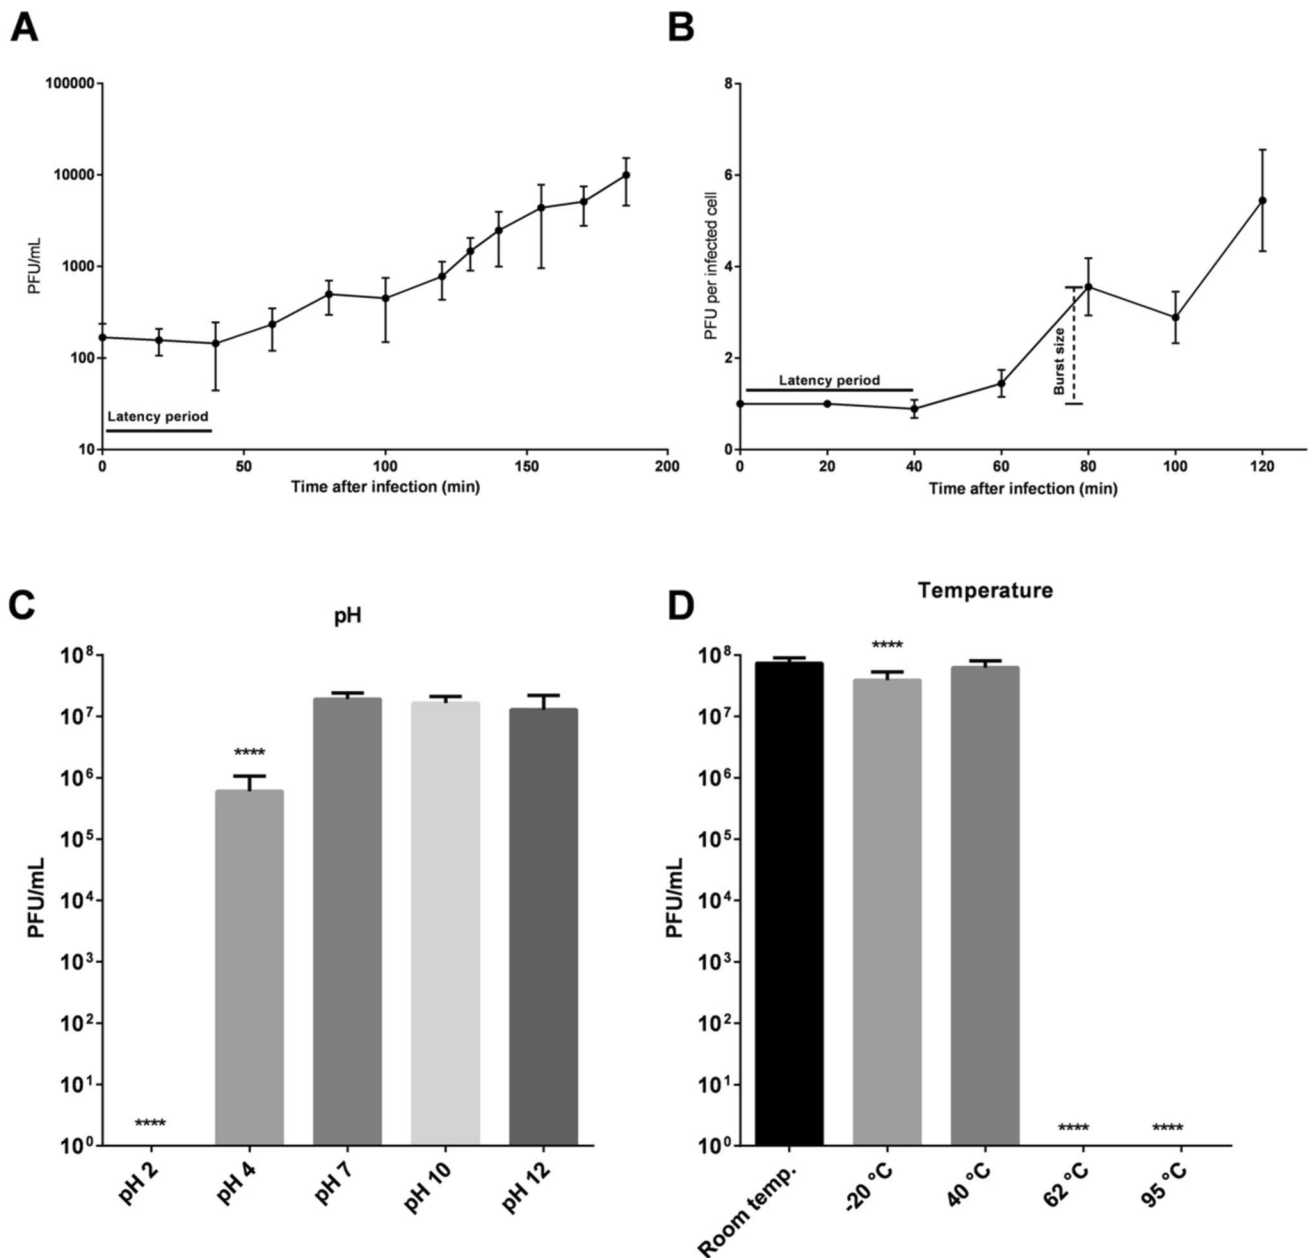 A
100000
10000
1000
100
10
PFU/mL
Latency period
0 50 100 150 200
Time after infection (min)
B
8
6
4
2
0
PFU per infected cell
Latency period
Burst size
0 20 40 60 80 100 120
Time after infection (min)
C
pH
10⁸
10⁷
10⁶
10⁵
10⁴
10³
10²
10¹
10⁰
PFU/mL
****
****
pH 2 pH 4 pH 7 pH 10 pH 12
D
Temperature
10⁸
10⁷
10⁶
10⁵
10⁴
10³
10²
10¹
10⁰
PFU/mL
****
**** ****
Room temp. -20 °C 40 °C 62 °C 95 °C